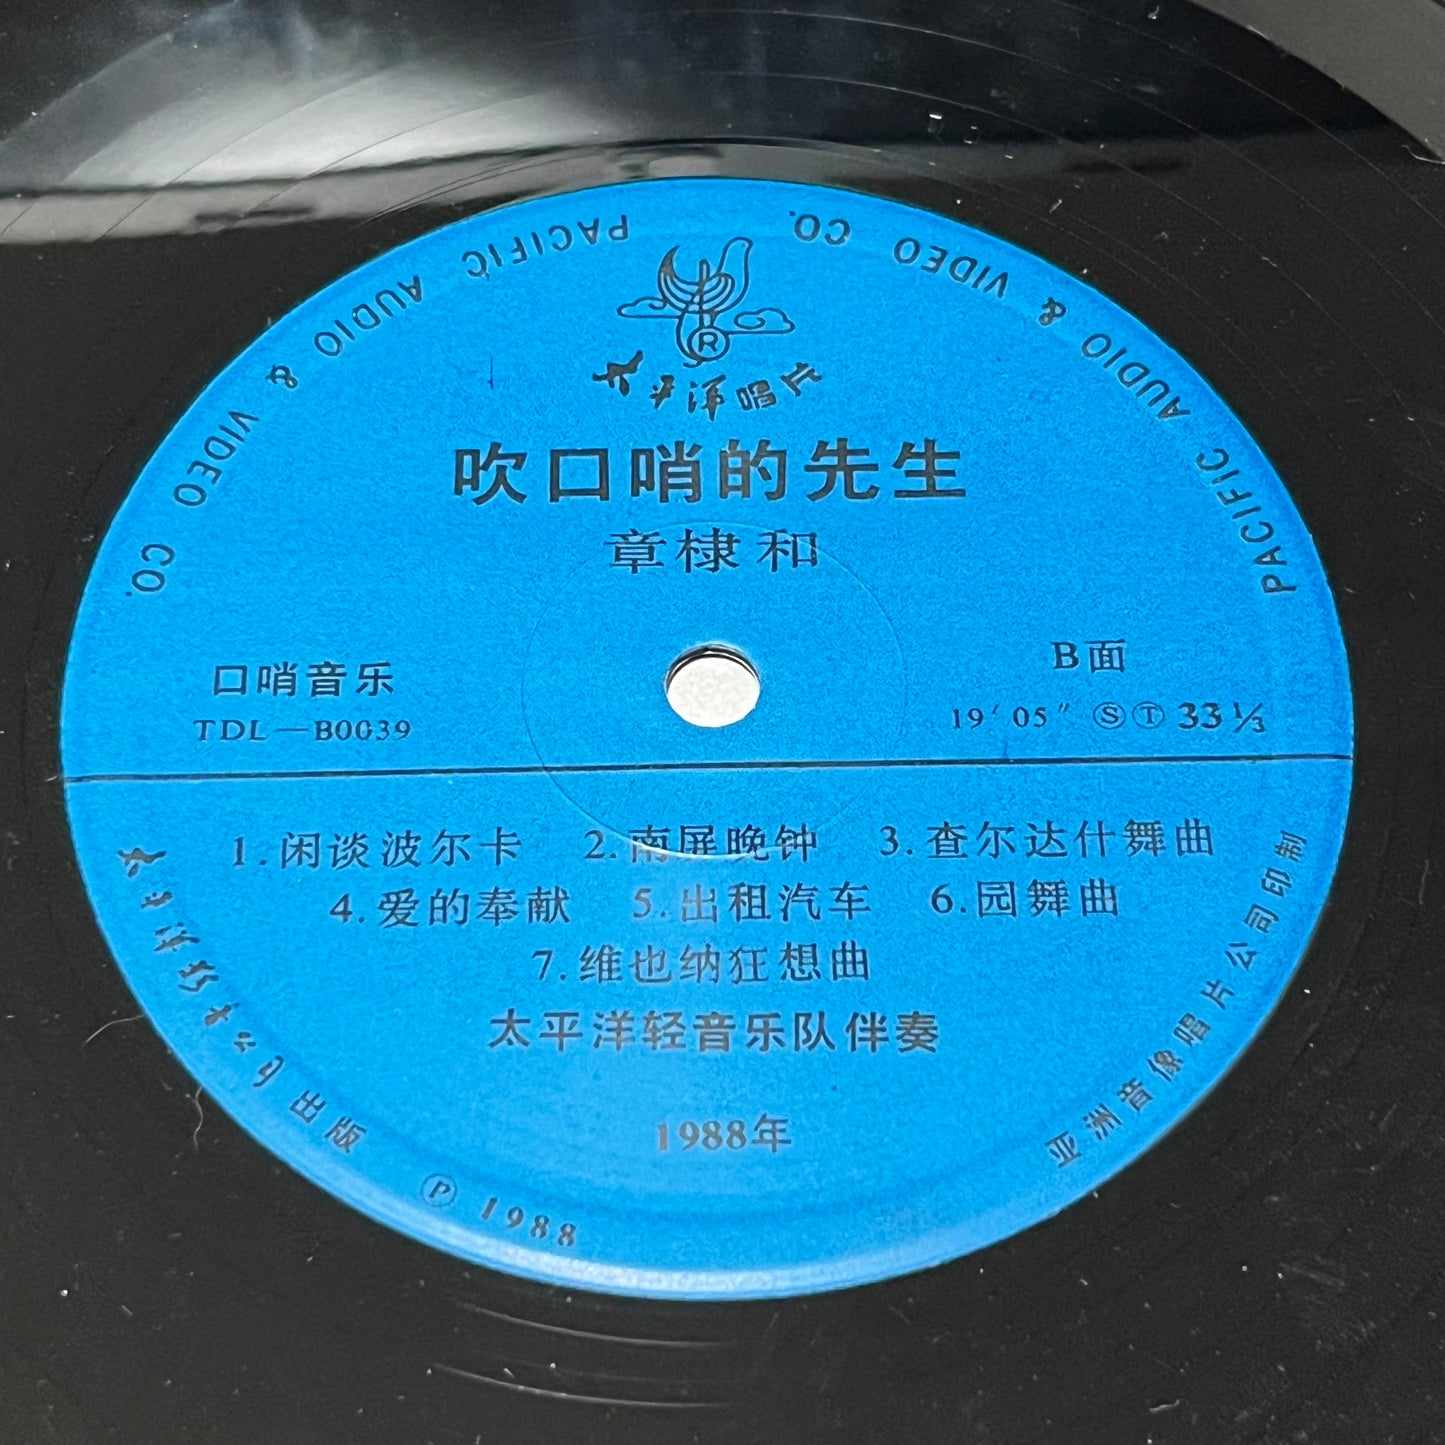 PACIFIC AUDIO & VIDEO CO.
PACIFIC AUDIO & VIDEO CO.
R
太平洋唱片
吹口哨的先生
章棣和
口哨音乐
TDL—B0039
B面
19′05″ ⓈⓉ 33⅓
1.闲谈波尔卡 2.南屏晚钟 3.查尔达什舞曲
4.爱的奉献 5.出租汽车 6.园舞曲
7.维也纳狂想曲
太平洋轻音乐队伴奏
1988年
出版
Ⓟ 1988
亚洲音像唱片公司印制